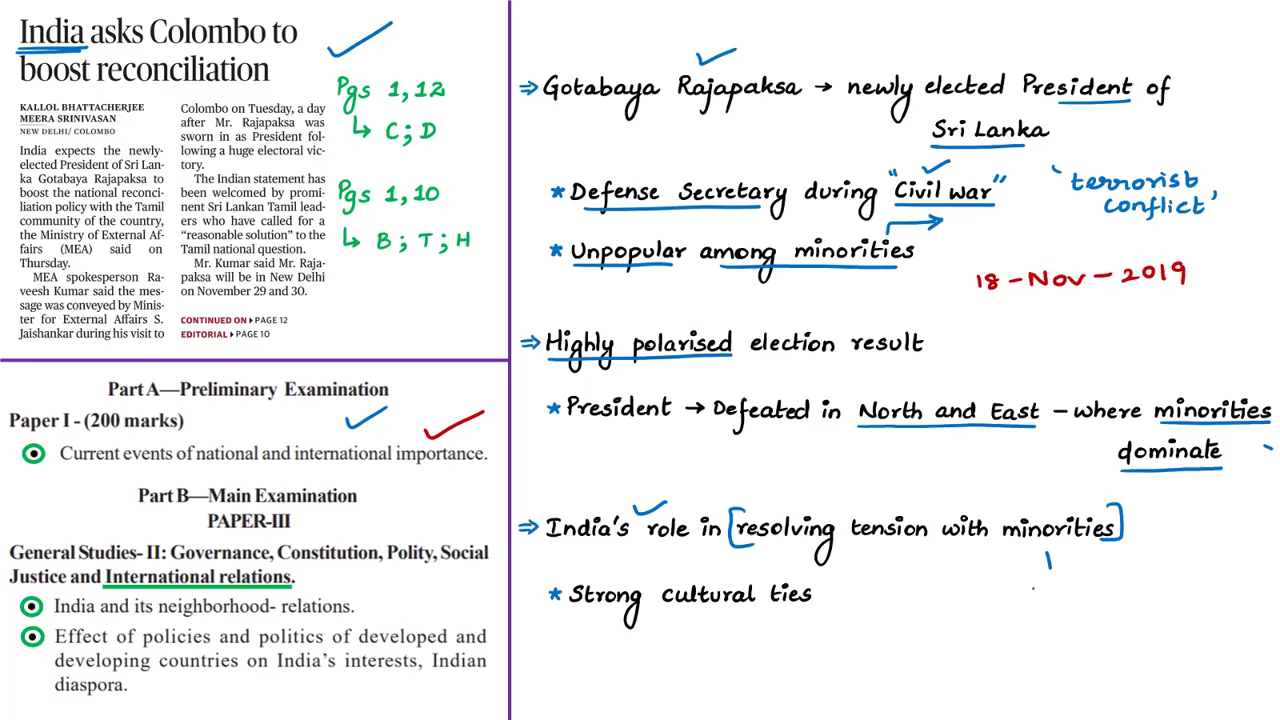 India asks Colombo to
boost reconciliation
KALLOL BHATTACHERJEE
MEERA SRINIVASAN
NEW DELHI/ COLOMBO
India expects the newly-
elected President of Sri Lan-
ka Gotabaya Rajapaksa to
boost the national reconci-
liation policy with the Tamil
community of the country,
the Ministry of External Af-
fairs (MEA) said on
Thursday.
MEA spokesperson Ra-
veesh Kumar said the mes-
sage was conveyed by Minis-
ter for External Affairs S.
Jaishankar during his visit to
Colombo on Tuesday, a day
after Mr. Rajapaksa was
sworn in as President fol-
lowing a huge electoral vic-
tory.
The Indian statement has
been welcomed by promi-
nent Sri Lankan Tamil lead-
ers who have called for a
“reasonable solution” to the
Tamil national question.
Mr. Kumar said Mr. Raja-
paksa will be in New Delhi
on November 29 and 30.
CONTINUED ON ▸ PAGE 12
EDITORIAL ▸ PAGE 10
Pgs 1, 12
↳ C ; D
Pgs 1, 10
↳ B ; T ; H
Part A—Preliminary Examination
Paper I - (200 marks)
Current events of national and international importance.
Part B—Main Examination
PAPER-III
General Studies- II: Governance, Constitution, Polity, Social
Justice and International relations.
India and its neighborhood- relations.
Effect of policies and politics of developed and
developing countries on India’s interests, Indian
diaspora.
⇒ Gotabaya Rajapaksa → newly elected President of
Sri Lanka
* Defense Secretary during "Civil war"
'terrorist
conflict'
* Unpopular among minorities
18 - Nov - 2019
⇒ Highly polarised election result
* President → Defeated in North and East - where minorities
dominate
⇒ India's role in [resolving tension with minorities]
* Strong cultural ties